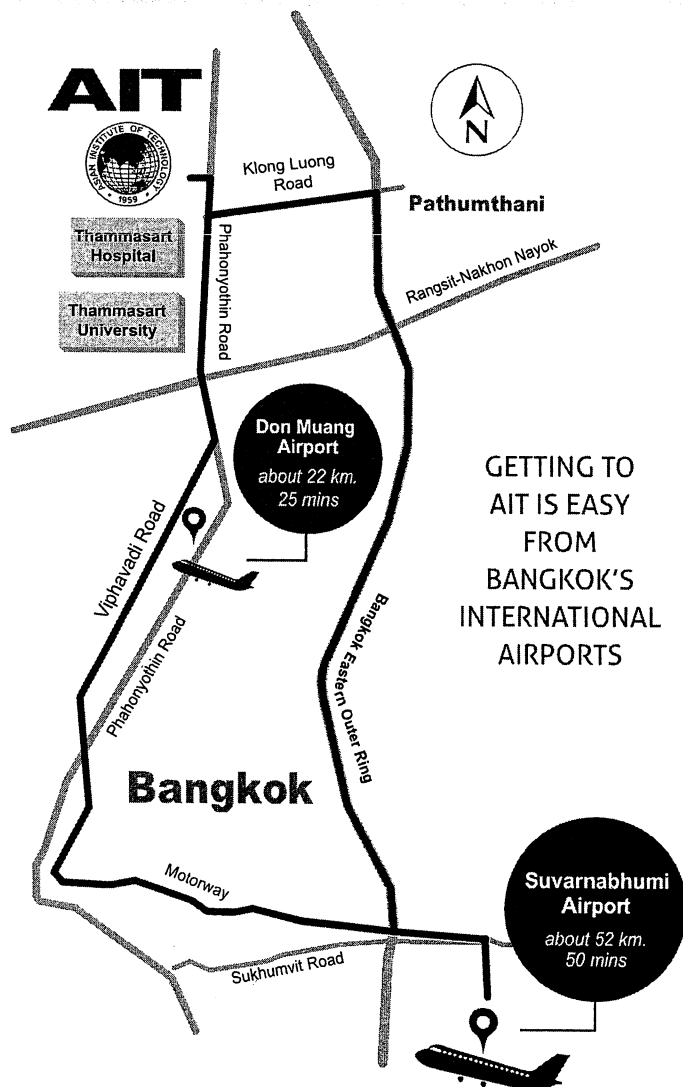 AIT
ASIAN INSTITUTE OF TECHNOLOGY
1959
N
Klong Luong
Road
Pathumthani
Thammasart
Hospital
Phahonyothin Road
Rangsit-Nakhon Nayok
Thammasart
University
Don Muang
Airport
about 22 km.
25 mins
GETTING TO
AIT IS EASY
FROM
BANGKOK'S
INTERNATIONAL
AIRPORTS
Viphavadi Road
Phahonyothin Road
Bangkok Eastern Outer Ring
Bangkok
Motorway
Suvarnabhumi
Airport
about 52 km.
50 mins
Sukhumvit Road